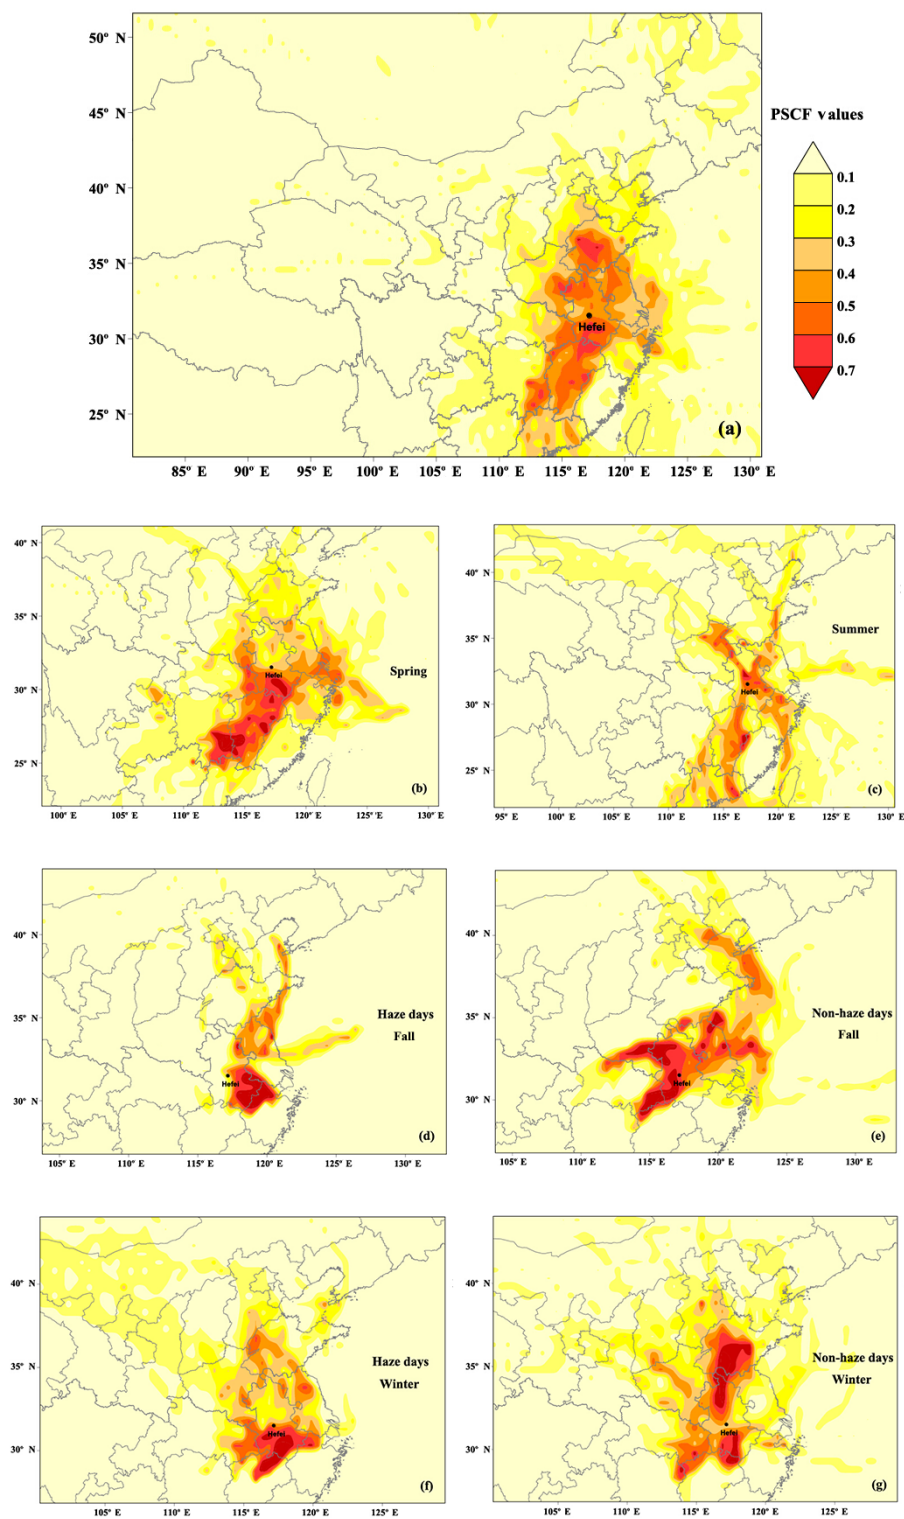 50° N
45° N
40° N
35° N
30° N
25° N
Hefei
(a)
85° E 90° E 95° E 100° E 105° E 110° E 115° E 120° E 125° E 130° E
PSCF values
0.1
0.2
0.3
0.4
0.5
0.6
0.7
40° N
35° N
30° N
25° N
Hefei
Spring
(b)
100° E 105° E 110° E 115° E 120° E 125° E 130° E
40° N
35° N
30° N
25° N
Hefei
Summer
(c)
95° E 100° E 105° E 110° E 115° E 120° E 125° E 130° E
40° N
35° N
30° N
Hefei
Haze days
Fall
(d)
105° E 110° E 115° E 120° E 125° E 130° E
40° N
35° N
30° N
Hefei
Non-haze days
Fall
(e)
105° E 110° E 115° E 120° E 125° E 130° E
40° N
35° N
30° N
Hefei
Haze days
Winter
(f)
105° E 110° E 115° E 120° E 125° E
40° N
35° N
30° N
Hefei
Non-haze days
Winter
(g)
110° E 115° E 120° E 125° E